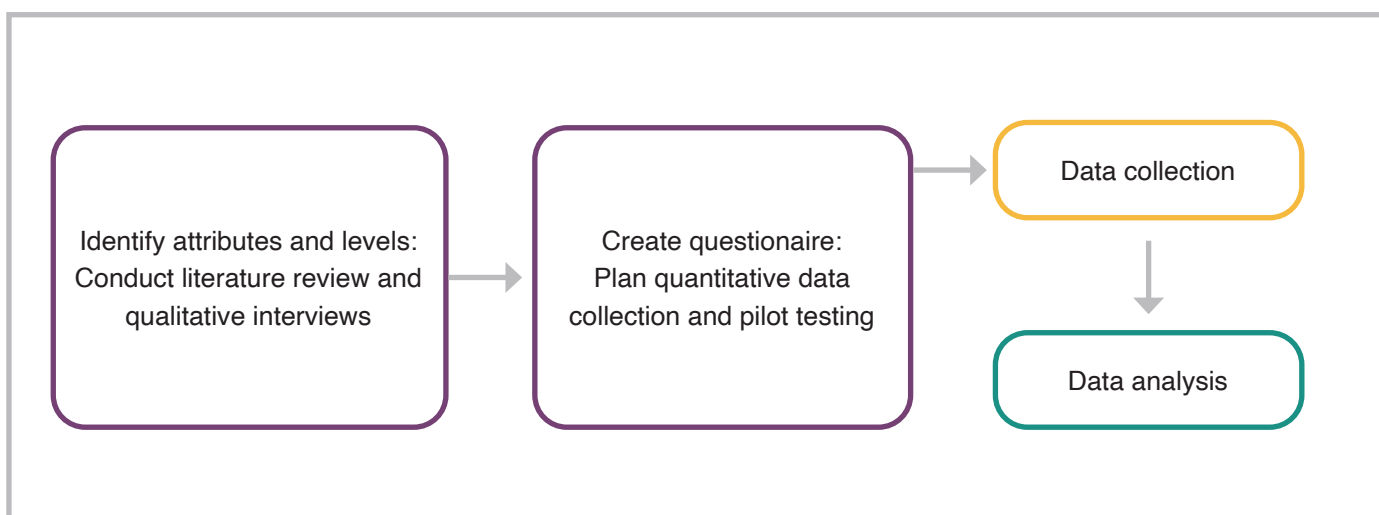 Identify attributes and levels:
Conduct literature review and
qualitative interviews
Create questionaire:
Plan quantitative data
collection and pilot testing
Data collection
Data analysis